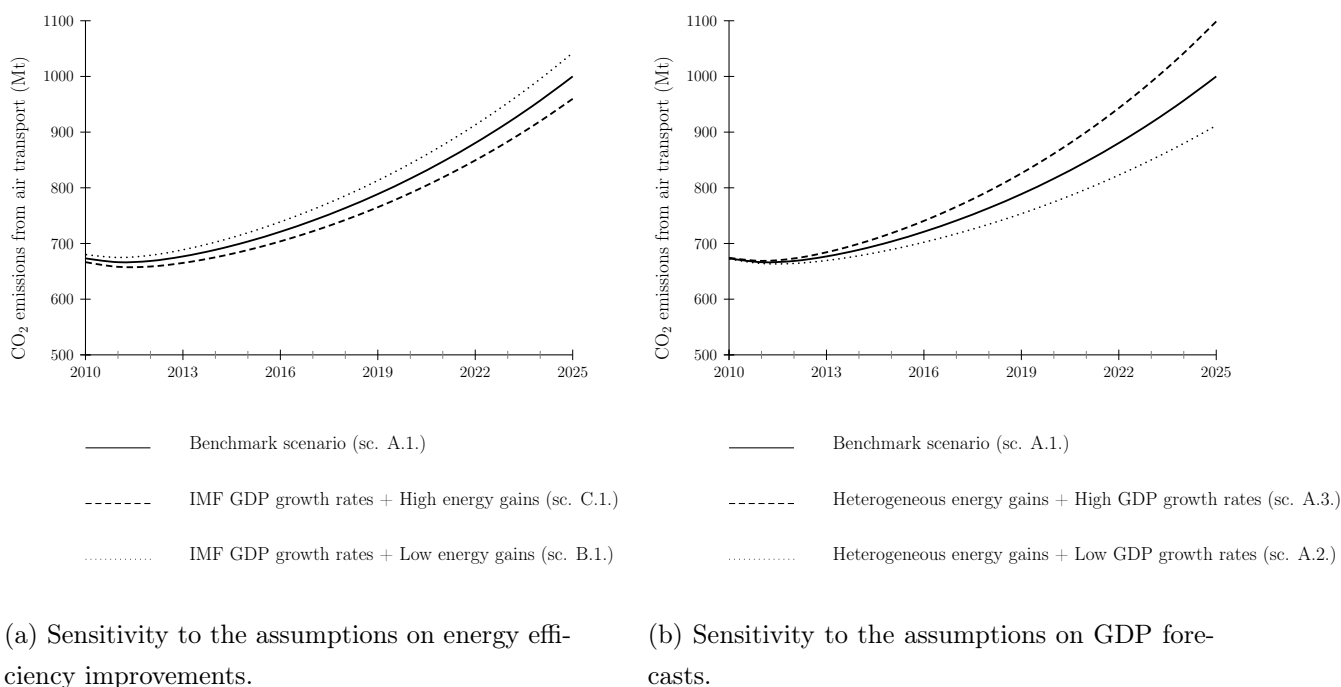 CO2 emissions from air transport (Mt)
1100
1000
900
800
700
600
500
2010 2013 2016 2019 2022 2025
Benchmark scenario (sc. A.1.)
IMF GDP growth rates + High energy gains (sc. C.1.)
IMF GDP growth rates + Low energy gains (sc. B.1.)
(a) Sensitivity to the assumptions on energy effi-
ciency improvements.
CO2 emissions from air transport (Mt)
1100
1000
900
800
700
600
500
2010 2013 2016 2019 2022 2025
Benchmark scenario (sc. A.1.)
Heterogeneous energy gains + High GDP growth rates (sc. A.3.)
Heterogeneous energy gains + Low GDP growth rates (sc. A.2.)
(b) Sensitivity to the assumptions on GDP fore-
casts.